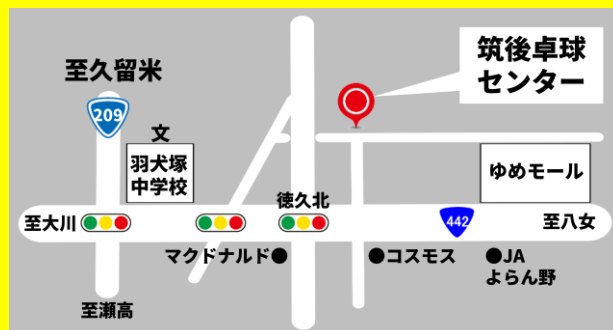 至久留米
209
筑後卓球
センター
文
羽犬塚
中学校
ゆめモール
徳久北
至大川
442
至八女
マクドナルド●
●コスモス
●JA
よらん野
至瀬高